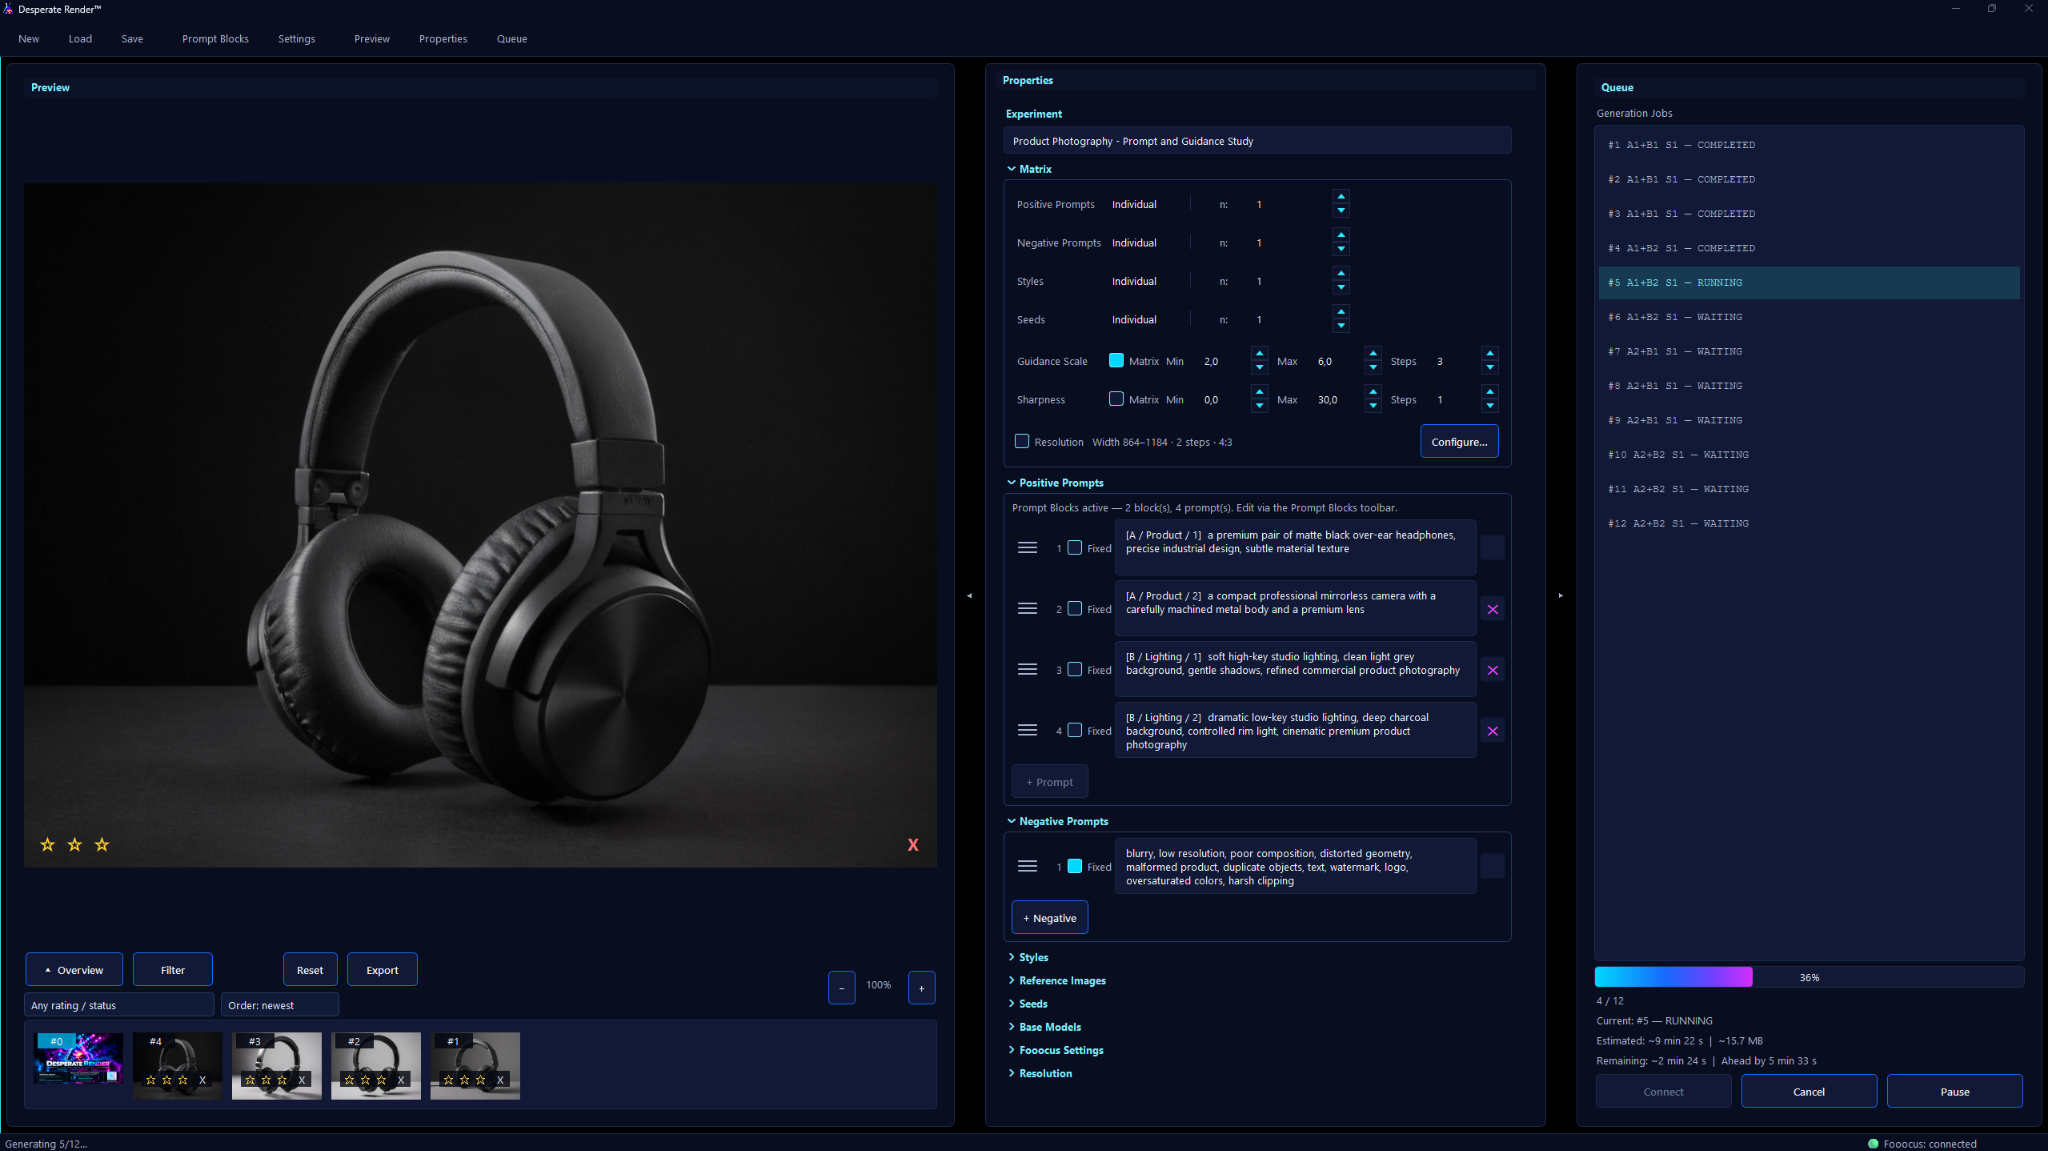 Desperate Render™
New Load Save Prompt Blocks Settings Preview Properties Queue
Preview
X
Overview Filter Reset Export
Any rating / status Order: newest
− 100% +
#0 #4 #3 #2 #1
DESPERATE RENDER
X X X X
Properties
Experiment
Product Photography - Prompt and Guidance Study
Matrix
Positive Prompts Individual n: 1
Negative Prompts Individual n: 1
Styles Individual n: 1
Seeds Individual n: 1
Guidance Scale Matrix Min 2,0 Max 6,0 Steps 3
Sharpness Matrix Min 0,0 Max 30,0 Steps 1
Resolution Width 864–1184 · 2 steps · 4:3 Configure...
Positive Prompts
Prompt Blocks active — 2 block(s), 4 prompt(s). Edit via the Prompt Blocks toolbar.
1 Fixed [A / Product / 1] a premium pair of matte black over-ear headphones,
precise industrial design, subtle material texture
2 Fixed [A / Product / 2] a compact professional mirrorless camera with a
carefully machined metal body and a premium lens
3 Fixed [B / Lighting / 1] soft high-key studio lighting, clean light grey
background, gentle shadows, refined commercial product photography
4 Fixed [B / Lighting / 2] dramatic low-key studio lighting, deep charcoal
background, controlled rim light, cinematic premium product
photography
+ Prompt
Negative Prompts
1 Fixed blurry, low resolution, poor composition, distorted geometry,
malformed product, duplicate objects, text, watermark, logo,
oversaturated colors, harsh clipping
+ Negative
Styles
Reference Images
Seeds
Base Models
Fooocus Settings
Resolution
Queue
Generation Jobs
#1 A1+B1 S1 — COMPLETED
#2 A1+B1 S1 — COMPLETED
#3 A1+B1 S1 — COMPLETED
#4 A1+B2 S1 — COMPLETED
#5 A1+B2 S1 — RUNNING
#6 A1+B2 S1 — WAITING
#7 A2+B1 S1 — WAITING
#8 A2+B1 S1 — WAITING
#9 A2+B1 S1 — WAITING
#10 A2+B2 S1 — WAITING
#11 A2+B2 S1 — WAITING
#12 A2+B2 S1 — WAITING
36%
4 / 12
Current: #5 — RUNNING
Estimated: ~9 min 22 s | ~15.7 MB
Remaining: ~2 min 24 s | Ahead by 5 min 33 s
Connect Cancel Pause
Generating 5/12...
Fooocus: connected